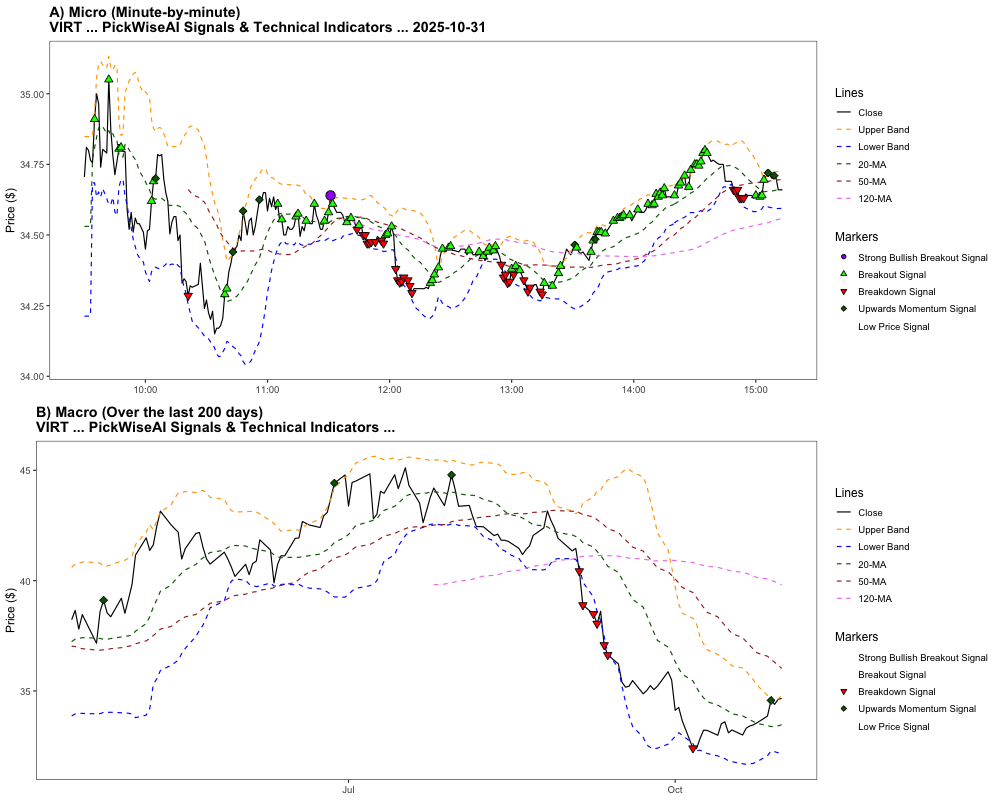 A) Micro (Minute-by-minute)
VIRT ... PickWiseAI Signals & Technical Indicators ... 2025-10-31
Price ($)
35.00
34.75
34.50
34.25
34.00
10:00
11:00
12:00
13:00
14:00
15:00
Lines
Close
Upper Band
Lower Band
20-MA
50-MA
120-MA
Markers
Strong Bullish Breakout Signal
Breakout Signal
Breakdown Signal
Upwards Momentum Signal
Low Price Signal
B) Macro (Over the last 200 days)
VIRT ... PickWiseAI Signals & Technical Indicators ...
Price ($)
45
40
35
Jul
Oct
Lines
Close
Upper Band
Lower Band
20-MA
50-MA
120-MA
Markers
Strong Bullish Breakout Signal
Breakout Signal
Breakdown Signal
Upwards Momentum Signal
Low Price Signal